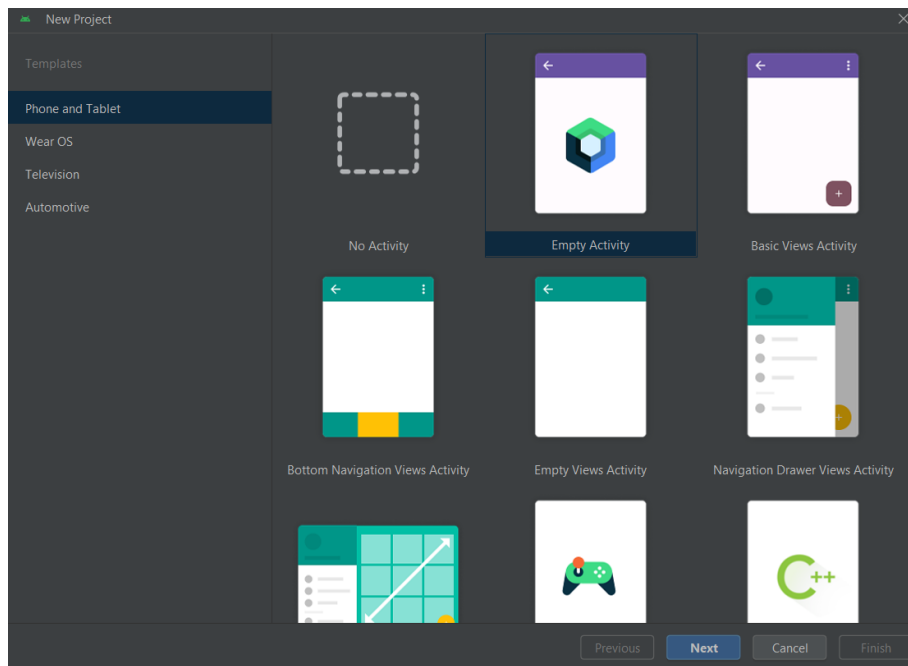 New Project
Templates
Phone and Tablet
Wear OS
Television
Automotive
No Activity
Empty Activity
Basic Views Activity
Bottom Navigation Views Activity
Empty Views Activity
Navigation Drawer Views Activity
C++
Previous
Next
Cancel
Finish